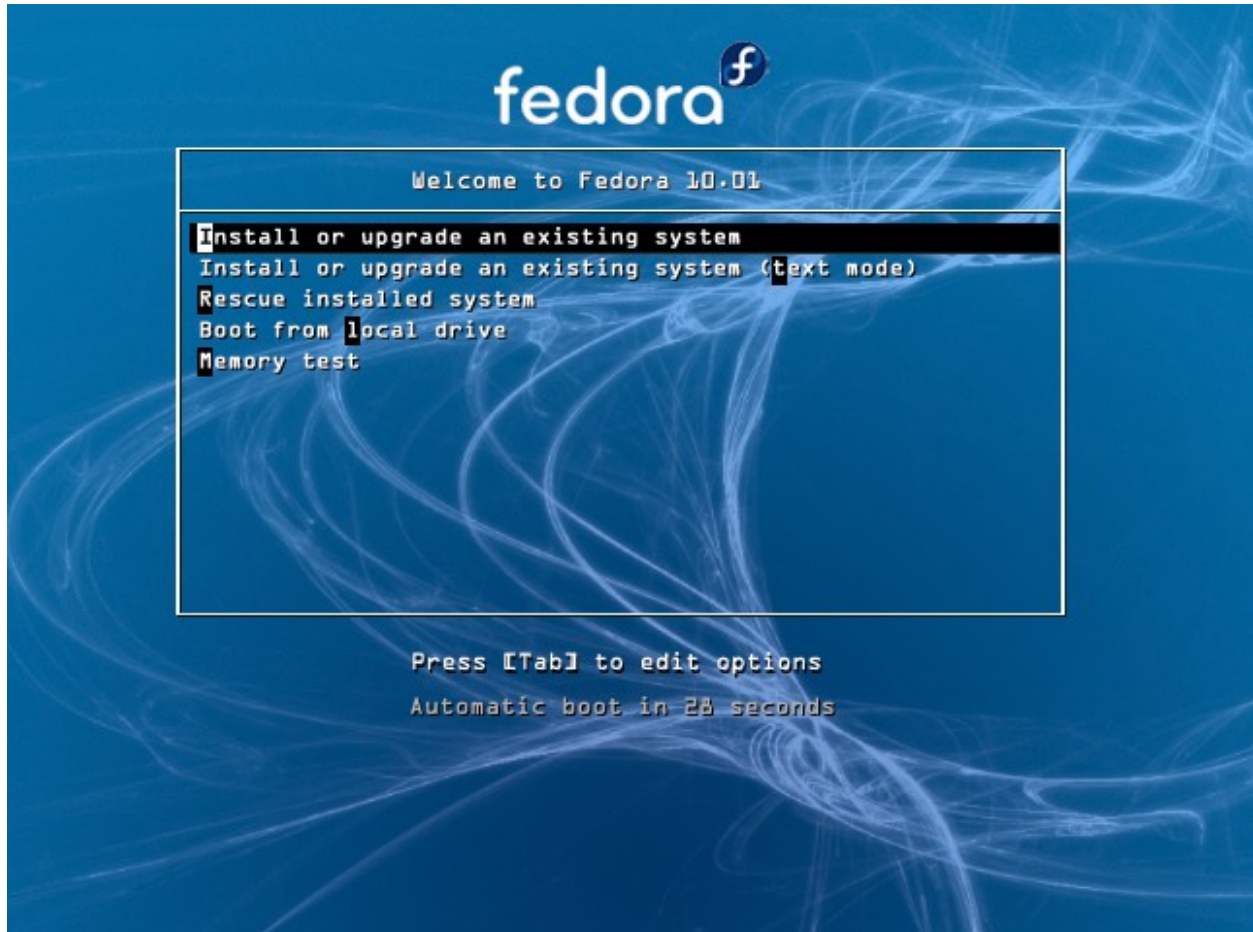 fedora
Welcome to Fedora 10.01
Install or upgrade an existing system
Install or upgrade an existing system (text mode)
Rescue installed system
Boot from local drive
Memory test
Press [Tab] to edit options
Automatic boot in 28 seconds